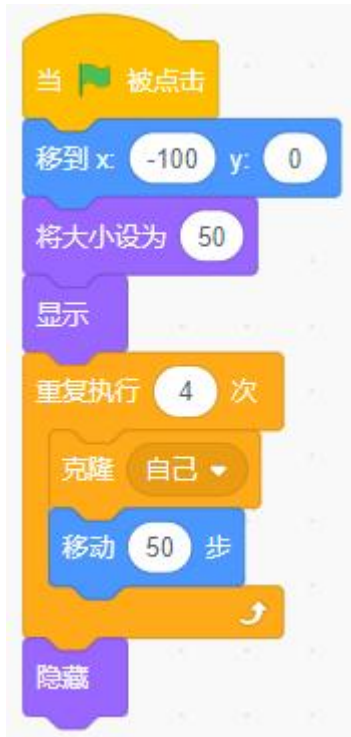 当 被点击
移到 x: -100 y: 0
将大小设为 50
显示
重复执行 4 次
克隆 自己
移动 50 步
隐藏